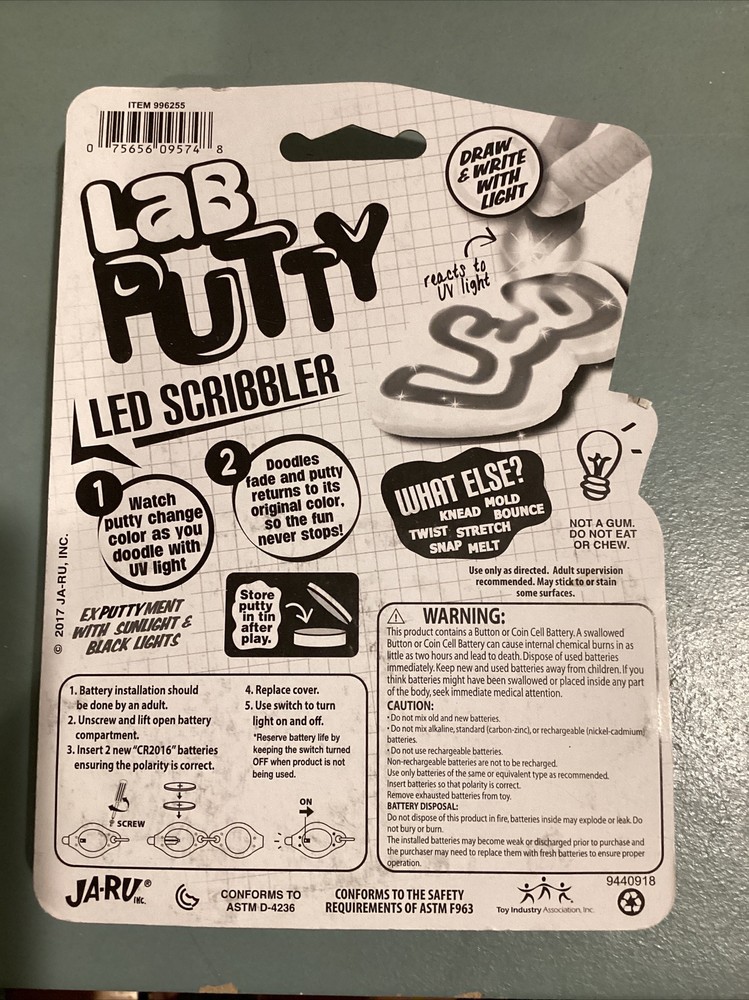 ITEM 996255
0 75656 09574 8
LaB
PUTTY
LED SCRIBBLER
DRAW
& WRITE
WITH
LIGHT
reacts to
UV light
1
Watch
putty change
color as you
doodle with
UV light
2
Doodles
fade and putty
returns to its
original color,
so the fun
never stops!
WHAT ELSE?
KNEAD MOLD
BOUNCE
TWIST STRETCH
SNAP MELT
NOT A GUM.
DO NOT EAT
OR CHEW.
Use only as directed. Adult supervision
recommended. May stick to or stain
some surfaces.
© 2017 JA-RU, INC.
EXPUTTYMENT
WITH SUNLIGHT &
BLACK LIGHTS
Store
putty
in tin
after
play.
1. Battery installation should
be done by an adult.
2. Unscrew and lift open battery
compartment.
3. Insert 2 new "CR2016" batteries
ensuring the polarity is correct.
4. Replace cover.
5. Use switch to turn
light on and off.
*Reserve battery life by
keeping the switch turned
OFF when product is not
being used.
SCREW
ON
WARNING:
This product contains a Button or Coin Cell Battery. A swallowed
Button or Coin Cell Battery can cause internal chemical burns in as
little as two hours and lead to death. Dispose of used batteries
immediately. Keep new and used batteries away from children. If you
think batteries might have been swallowed or placed inside any part
of the body, seek immediate medical attention.
CAUTION:
• Do not mix old and new batteries.
• Do not mix alkaline, standard (carbon-zinc), or rechargeable (nickel-cadmium)
batteries.
• Do not use rechargeable batteries.
Non-rechargeable batteries are not to be recharged.
Use only batteries of the same or equivalent type as recommended.
Insert batteries so that polarity is correct.
Remove exhausted batteries from toy.
BATTERY DISPOSAL:
Do not dispose of this product in fire, batteries inside may explode or leak. Do
not bury or burn.
The installed batteries may become weak or discharged prior to purchase and
the purchaser may need to replace them with fresh batteries to ensure proper
operation.
JA-RU® INC.
CONFORMS TO
ASTM D-4236
CONFORMS TO THE SAFETY
REQUIREMENTS OF ASTM F963
Toy Industry Association, Inc.
9440918